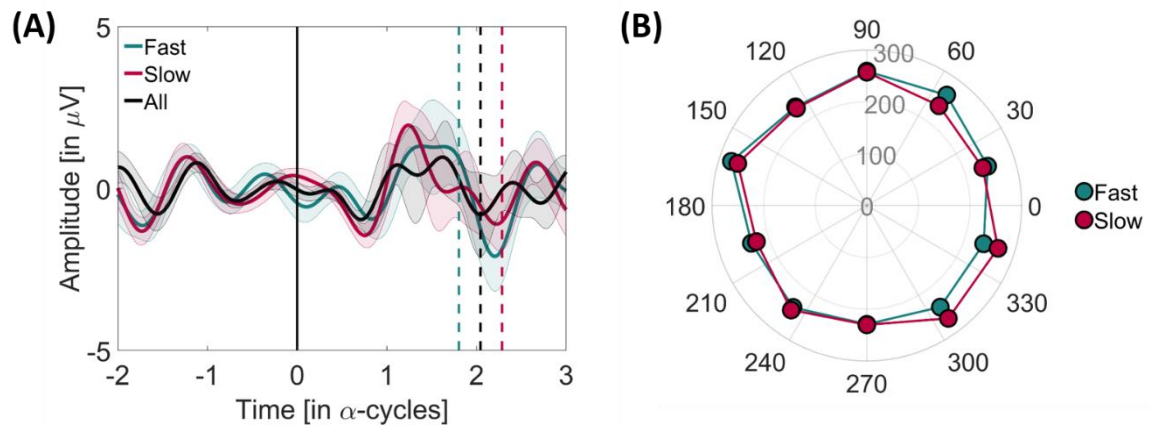 (A)
5
0
-5
Amplitude [in μV]
Fast
Slow
All
-2 -1 0 1 2 3
Time [in α-cycles]
(B)
90
120 60
150 30
180 0
210 330
240 300
270
300
200
100
0
Fast
Slow